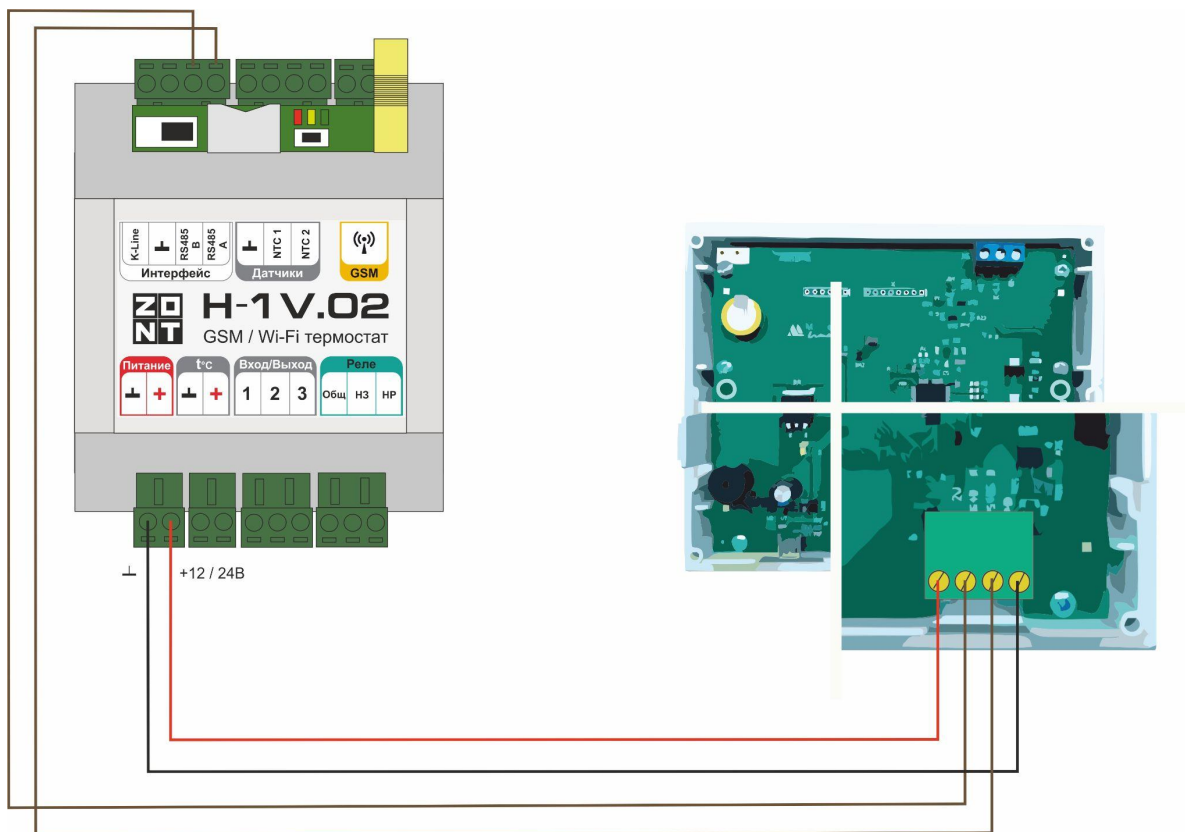 K-Line
RS485 B
RS485 A
NTC 1
NTC 2
Интерфейс
Датчики
GSM
ZONT
H-1V.02
GSM / Wi-Fi термостат
Питание
t°C
Вход/Выход
Реле
+
+
1
2
3
Общ
НЗ
НР
+12 / 24В